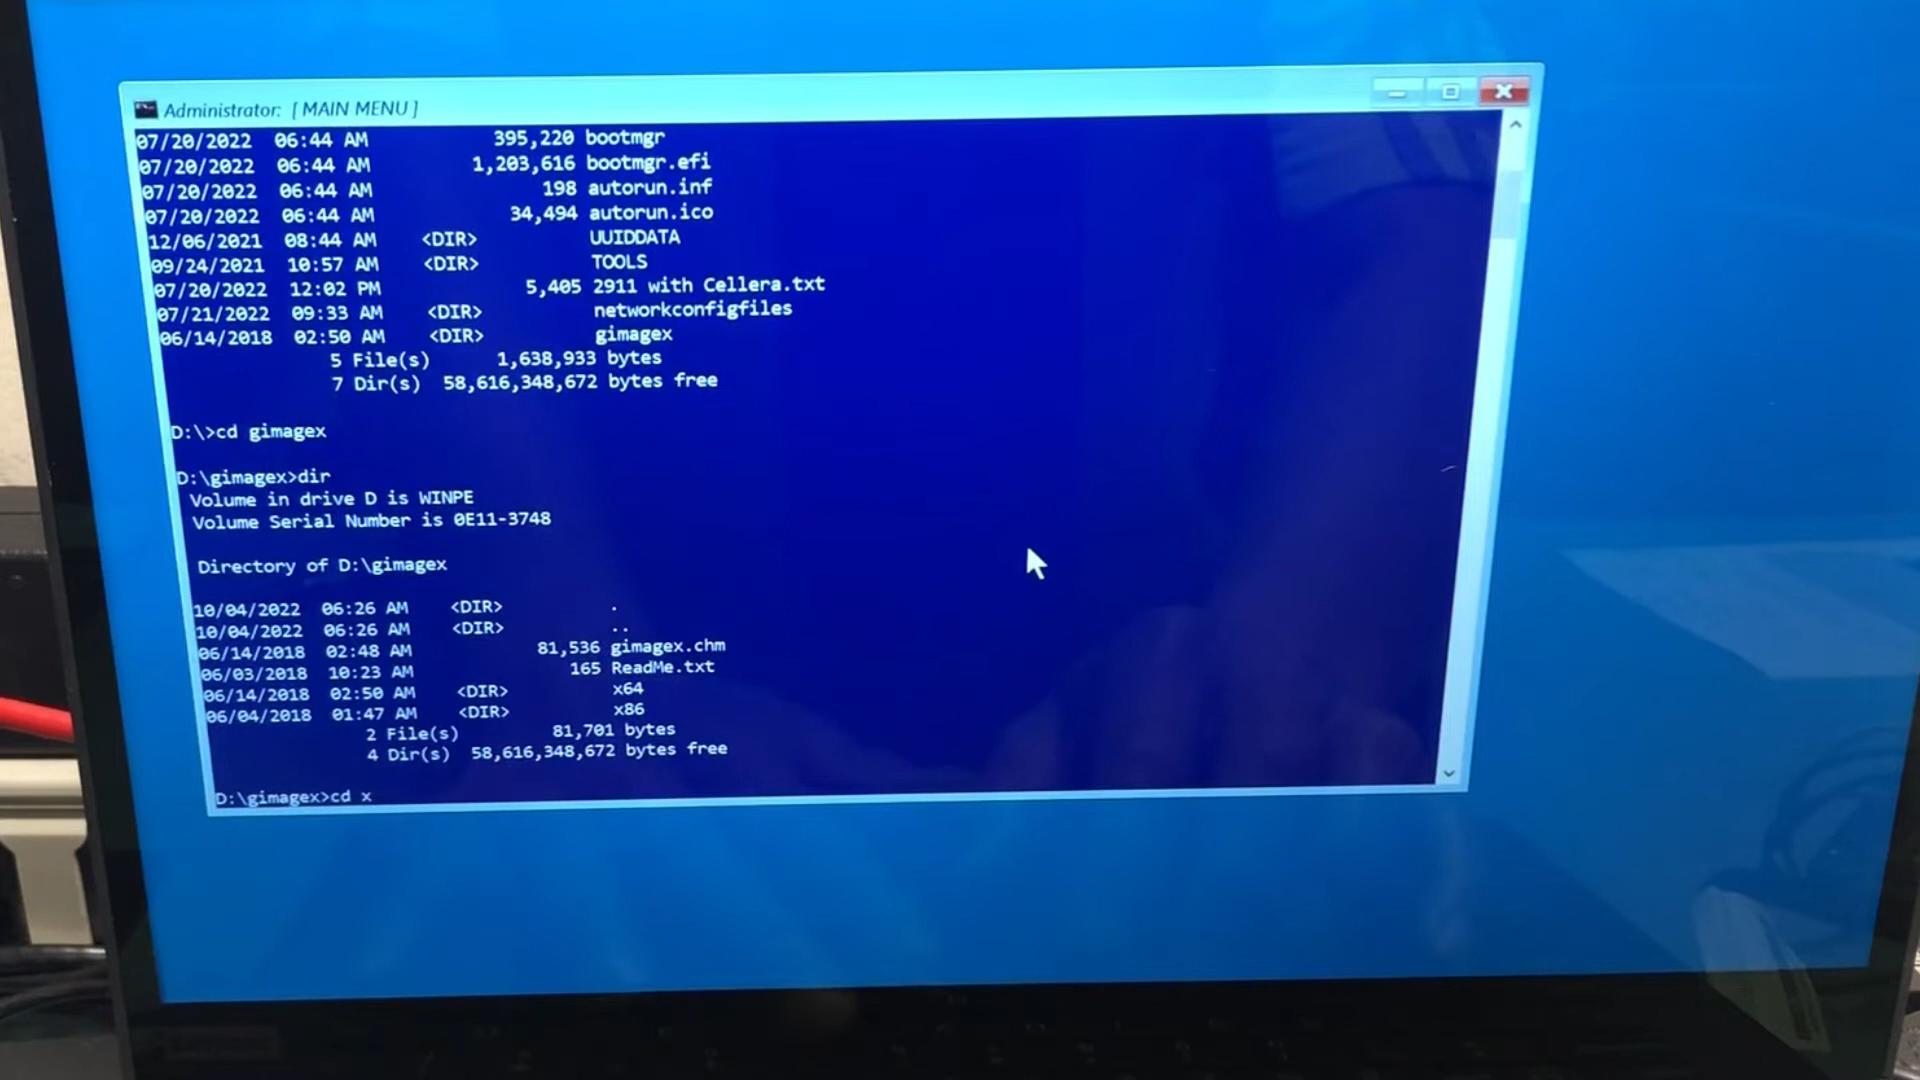 Administrator: [ MAIN MENU ]
07/20/2022 06:44 AM 395,220 bootmgr
07/20/2022 06:44 AM 1,203,616 bootmgr.efi
07/20/2022 06:44 AM 198 autorun.inf
07/20/2022 06:44 AM 34,494 autorun.ico
12/06/2021 08:44 AM <DIR> UUIDDATA
09/24/2021 10:57 AM <DIR> TOOLS
07/20/2022 12:02 PM 5,405 2911 with Cellera.txt
07/21/2022 09:33 AM <DIR> networkconfigfiles
06/14/2018 02:50 AM <DIR> gimagex
5 File(s) 1,638,933 bytes
7 Dir(s) 58,616,348,672 bytes free
D:\>cd gimagex
D:\gimagex>dir
Volume in drive D is WINPE
Volume Serial Number is 0E11-3748
Directory of D:\gimagex
10/04/2022 06:26 AM <DIR> .
10/04/2022 06:26 AM <DIR> ..
06/14/2018 02:48 AM 81,536 gimagex.chm
06/03/2018 10:23 AM 165 ReadMe.txt
06/14/2018 02:50 AM <DIR> x64
06/04/2018 01:47 AM <DIR> x86
2 File(s) 81,701 bytes
4 Dir(s) 58,616,348,672 bytes free
D:\gimagex>cd x